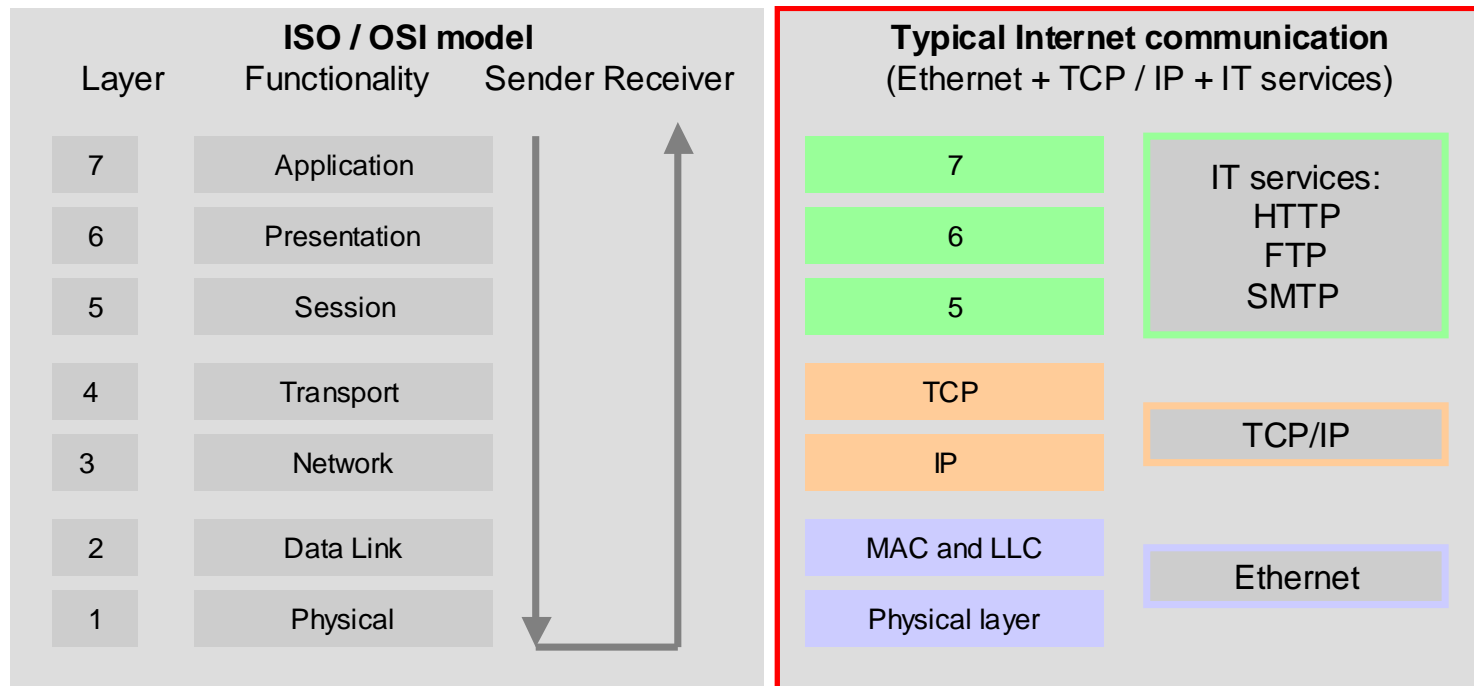 ISO / OSI model
Layer Functionality Sender Receiver
7 Application
6 Presentation
5 Session
4 Transport
3 Network
2 Data Link
1 Physical
Typical Internet communication
(Ethernet + TCP / IP + IT services)
7
6
5
TCP
IP
MAC and LLC
Physical layer
IT services:
HTTP
FTP
SMTP
TCP/IP
Ethernet